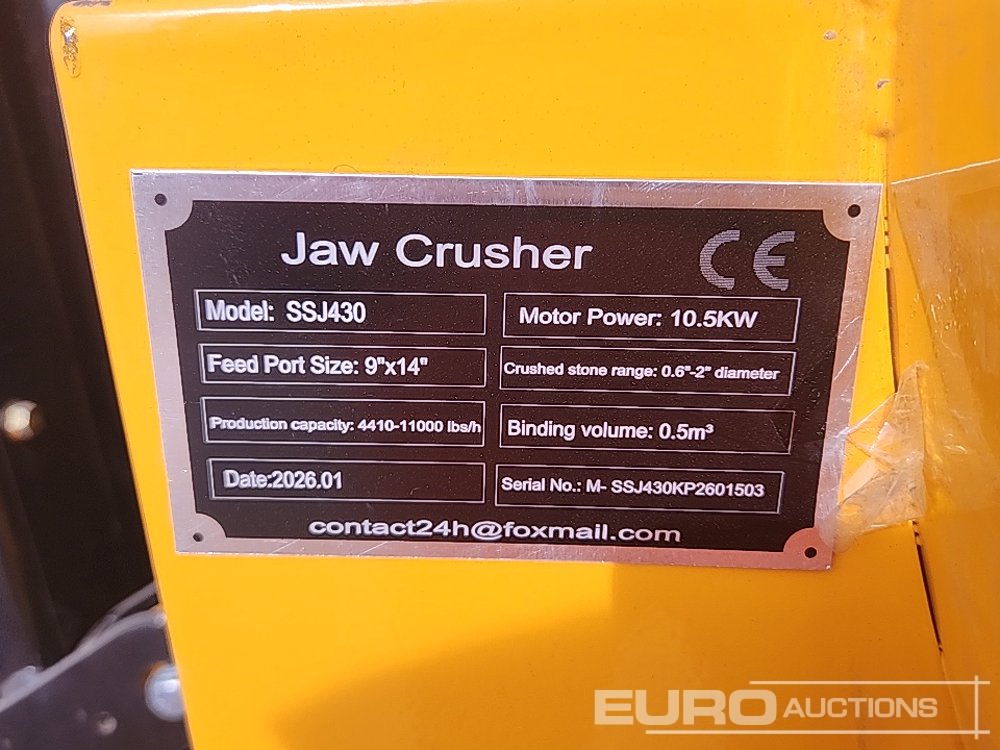 Jaw Crusher CE
Model: SSJ430
Motor Power: 10.5KW
Feed Port Size: 9"x14"
Crushed stone range: 0.6"-2" diameter
Production capacity: 4410-11000 lbs/h
Binding volume: 0.5m³
Date:2026.01
Serial No.: M- SSJ430KP2601503
contact24h@foxmail.com
EURO AUCTIONS